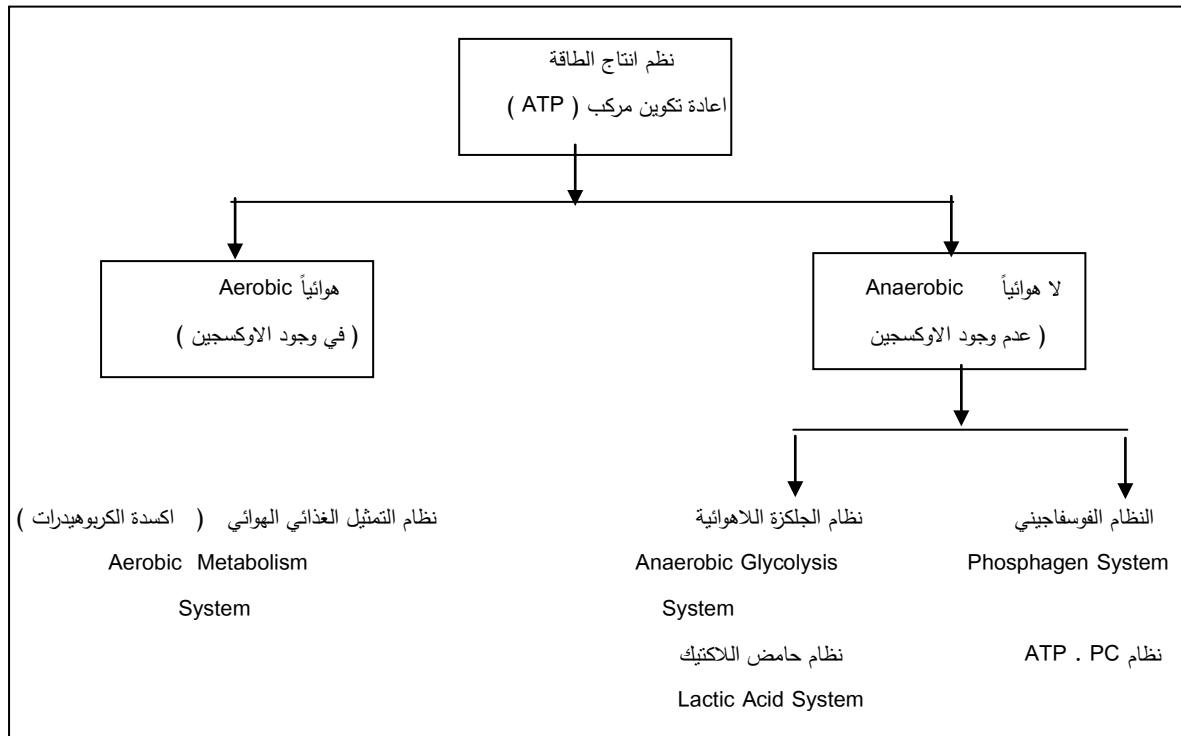 نظم انتاج الطاقة
اعادة تكوين مركب ( ATP )
لا هوائياً Anaerobic
( عدم وجود الاوكسجين
هوائياً Aerobic
( في وجود الاوكسجين )
النظام الفوسفاجيني
Phosphagen System
نظام ATP . PC
نظام الجلكزة اللاهوائية
Anaerobic Glycolysis
System
نظام حامض اللاكتيك
Lactic Acid System
نظام التمثيل الغذائي الهوائي ( اكسدة الكربوهيدرات )
Aerobic Metabolism
System